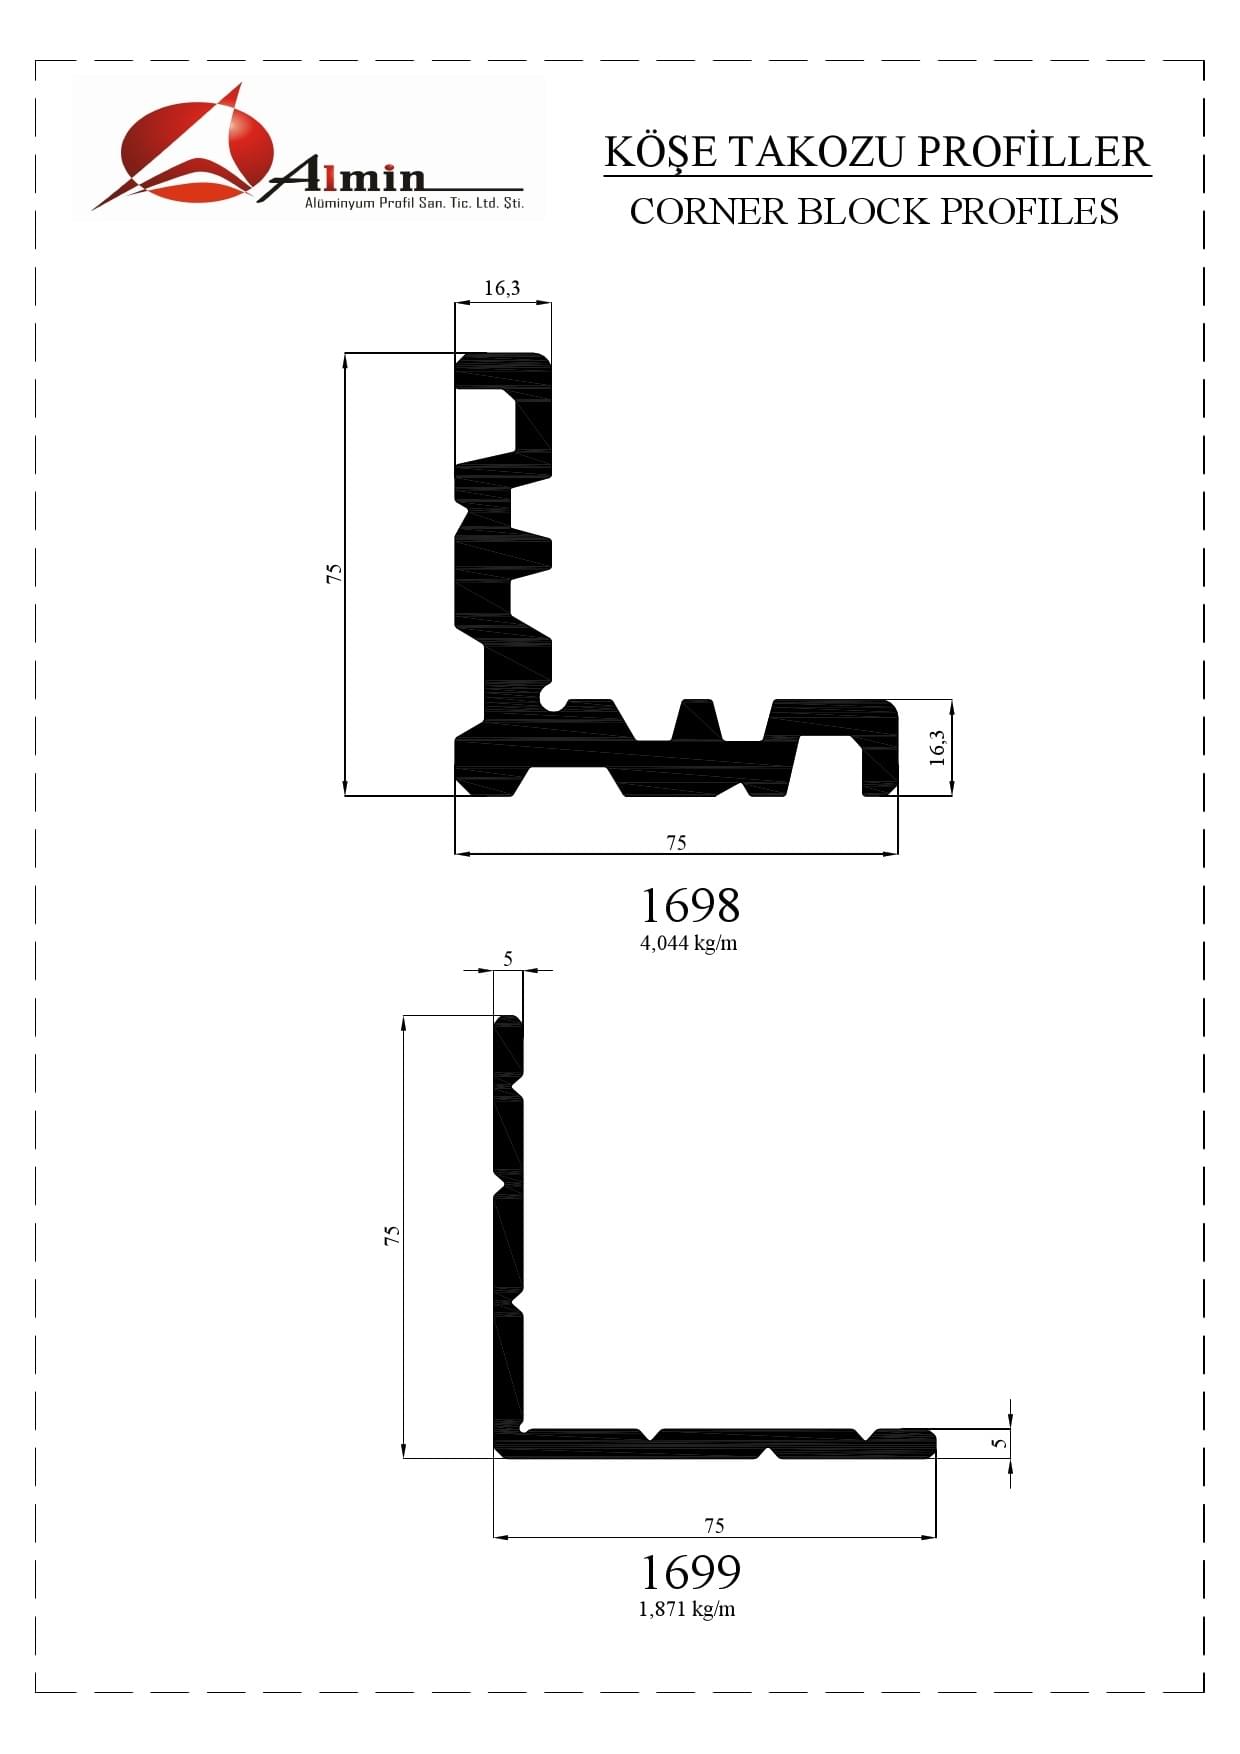 Almin
Alüminyum Profil San. Tic. Ltd. Şti.
KÖŞE TAKOZU PROFİLLER
CORNER BLOCK PROFILES
16,3
75
16,3
75
1698
4,044 kg/m
5
75
5
75
1699
1,871 kg/m